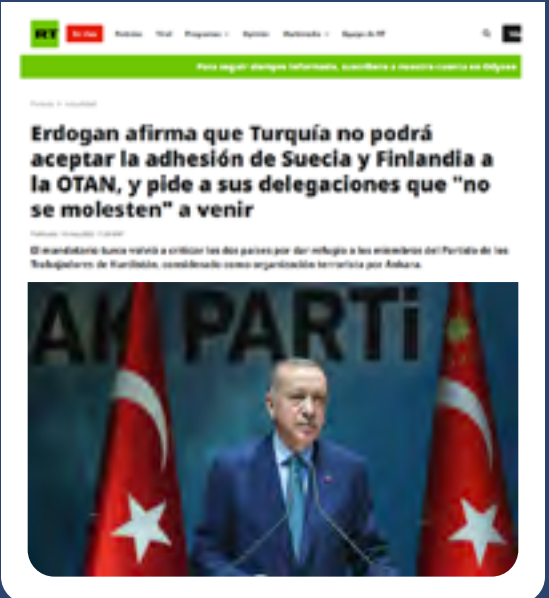 RT
En vivo
Noticias Viral Programas Opinión Multimedia Equipo de RT
Para seguir siempre informado, suscríbete a nuestra cuenta en Odysee
Erdogan afirma que Turquía no podrá
aceptar la adhesión de Suecia y Finlandia a
la OTAN, y pide a sus delegaciones que "no
se molesten" a venir
El mandatario turco volvió a criticar los dos países por dar refugio a los miembros del Partido de los
Trabajadores de Kurdistán, considerado como organización terrorista por Ankara.
AK PARTi